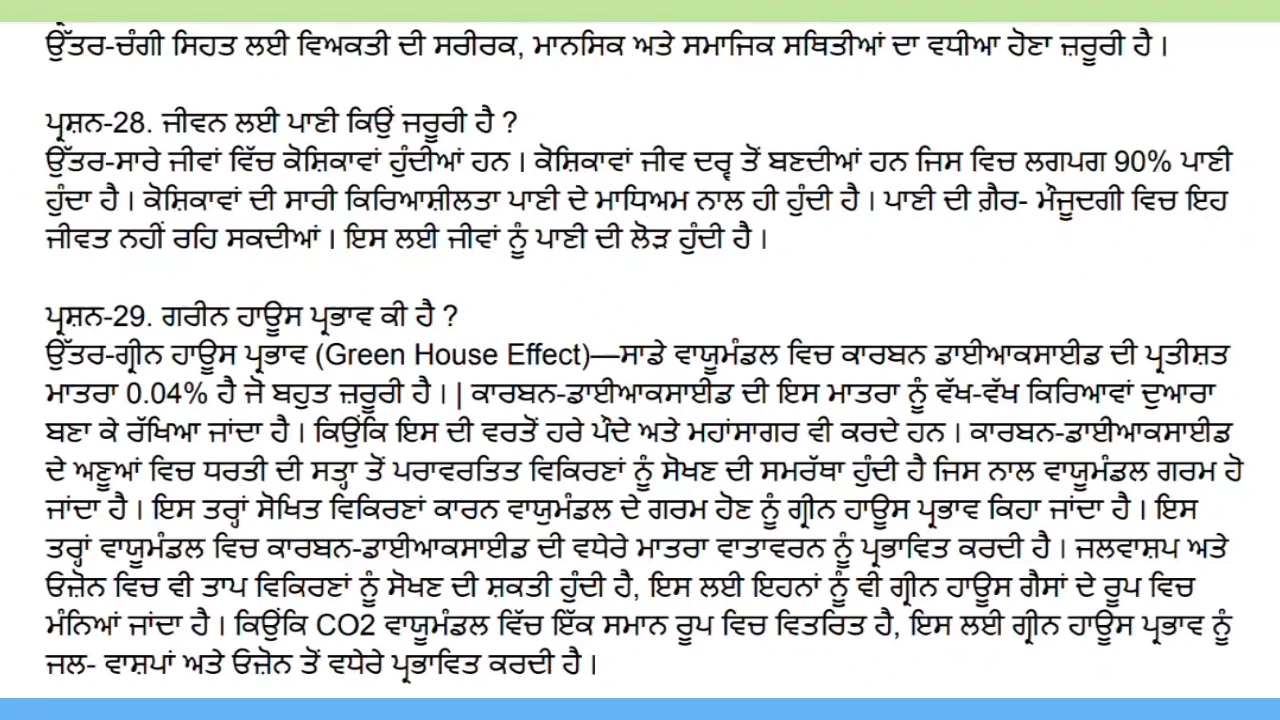 ਉੱਤਰ-ਚੰਗੀ ਸਿਹਤ ਲਈ ਵਿਅਕਤੀ ਦੀ ਸਰੀਰਕ, ਮਾਨਸਿਕ ਅਤੇ ਸਮਾਜਿਕ ਸਥਿਤੀਆਂ ਦਾ ਵਧੀਆ ਹੋਣਾ ਜ਼ਰੂਰੀ ਹੈ।
ਪ੍ਰਸ਼ਨ-28. ਜੀਵਨ ਲਈ ਪਾਣੀ ਕਿਉਂ ਜਰੂਰੀ ਹੈ ?
ਉੱਤਰ-ਸਾਰੇ ਜੀਵਾਂ ਵਿੱਚ ਕੋਸ਼ਿਕਾਵਾਂ ਹੁੰਦੀਆਂ ਹਨ। ਕੋਸ਼ਿਕਾਵਾਂ ਜੀਵ ਦਰ੍ਵ ਤੋਂ ਬਣਦੀਆਂ ਹਨ ਜਿਸ ਵਿਚ ਲਗਪਗ 90% ਪਾਣੀ
ਹੁੰਦਾ ਹੈ। ਕੋਸ਼ਿਕਾਵਾਂ ਦੀ ਸਾਰੀ ਕਿਰਿਆਸ਼ੀਲਤਾ ਪਾਣੀ ਦੇ ਮਾਧਿਅਮ ਨਾਲ ਹੀ ਹੁੰਦੀ ਹੈ। ਪਾਣੀ ਦੀ ਗ਼ੈਰ- ਮੌਜੂਦਗੀ ਵਿਚ ਇਹ
ਜੀਵਤ ਨਹੀਂ ਰਹਿ ਸਕਦੀਆਂ। ਇਸ ਲਈ ਜੀਵਾਂ ਨੂੰ ਪਾਣੀ ਦੀ ਲੋੜ ਹੁੰਦੀ ਹੈ।
ਪ੍ਰਸ਼ਨ-29. ਗਰੀਨ ਹਾਊਸ ਪ੍ਰਭਾਵ ਕੀ ਹੈ ?
ਉੱਤਰ-ਗ੍ਰੀਨ ਹਾਊਸ ਪ੍ਰਭਾਵ (Green House Effect)—ਸਾਡੇ ਵਾਯੂਮੰਡਲ ਵਿਚ ਕਾਰਬਨ ਡਾਈਆਕਸਾਈਡ ਦੀ ਪ੍ਰਤੀਸ਼ਤ
ਮਾਤਰਾ 0.04% ਹੈ ਜੋ ਬਹੁਤ ਜ਼ਰੂਰੀ ਹੈ। | ਕਾਰਬਨ-ਡਾਈਆਕਸਾਈਡ ਦੀ ਇਸ ਮਾਤਰਾ ਨੂੰ ਵੱਖ-ਵੱਖ ਕਿਰਿਆਵਾਂ ਦੁਆਰਾ
ਬਣਾ ਕੇ ਰੱਖਿਆ ਜਾਂਦਾ ਹੈ। ਕਿਉਂਕਿ ਇਸ ਦੀ ਵਰਤੋਂ ਹਰੇ ਪੌਦੇ ਅਤੇ ਮਹਾਂਸਾਗਰ ਵੀ ਕਰਦੇ ਹਨ। ਕਾਰਬਨ-ਡਾਈਆਕਸਾਈਡ
ਦੇ ਅਣੂਆਂ ਵਿਚ ਧਰਤੀ ਦੀ ਸਤ੍ਹਾ ਤੋਂ ਪਰਾਵਰਤਿਤ ਵਿਕਿਰਣਾਂ ਨੂੰ ਸੋਖਣ ਦੀ ਸਮਰੱਥਾ ਹੁੰਦੀ ਹੈ ਜਿਸ ਨਾਲ ਵਾਯੂਮੰਡਲ ਗਰਮ ਹੋ
ਜਾਂਦਾ ਹੈ। ਇਸ ਤਰ੍ਹਾਂ ਸੋਖਿਤ ਵਿਕਿਰਣਾਂ ਕਾਰਨ ਵਾਯੁਮੰਡਲ ਦੇ ਗਰਮ ਹੋਣ ਨੂੰ ਗ੍ਰੀਨ ਹਾਊਸ ਪ੍ਰਭਾਵ ਕਿਹਾ ਜਾਂਦਾ ਹੈ। ਇਸ
ਤਰ੍ਹਾਂ ਵਾਯੂਮੰਡਲ ਵਿਚ ਕਾਰਬਨ-ਡਾਈਆਕਸਾਈਡ ਦੀ ਵਧੇਰੇ ਮਾਤਰਾ ਵਾਤਾਵਰਨ ਨੂੰ ਪ੍ਰਭਾਵਿਤ ਕਰਦੀ ਹੈ। ਜਲਵਾਸ਼ਪ ਅਤੇ
ਓਜ਼ੋਨ ਵਿਚ ਵੀ ਤਾਪ ਵਿਕਿਰਣਾਂ ਨੂੰ ਸੋਖਣ ਦੀ ਸ਼ਕਤੀ ਹੁੰਦੀ ਹੈ, ਇਸ ਲਈ ਇਹਨਾਂ ਨੂੰ ਵੀ ਗ੍ਰੀਨ ਹਾਊਸ ਗੈਸਾਂ ਦੇ ਰੂਪ ਵਿਚ
ਮੰਨਿਆਂ ਜਾਂਦਾ ਹੈ। ਕਿਉਂਕਿ CO2 ਵਾਯੂਮੰਡਲ ਵਿੱਚ ਇੱਕ ਸਮਾਨ ਰੂਪ ਵਿਚ ਵਿਤਰਿਤ ਹੈ, ਇਸ ਲਈ ਗ੍ਰੀਨ ਹਾਊਸ ਪ੍ਰਭਾਵ ਨੂੰ
ਜਲ- ਵਾਸ਼ਪਾਂ ਅਤੇ ਓਜ਼ੋਨ ਤੋਂ ਵਧੇਰੇ ਪ੍ਰਭਾਵਿਤ ਕਰਦੀ ਹੈ।